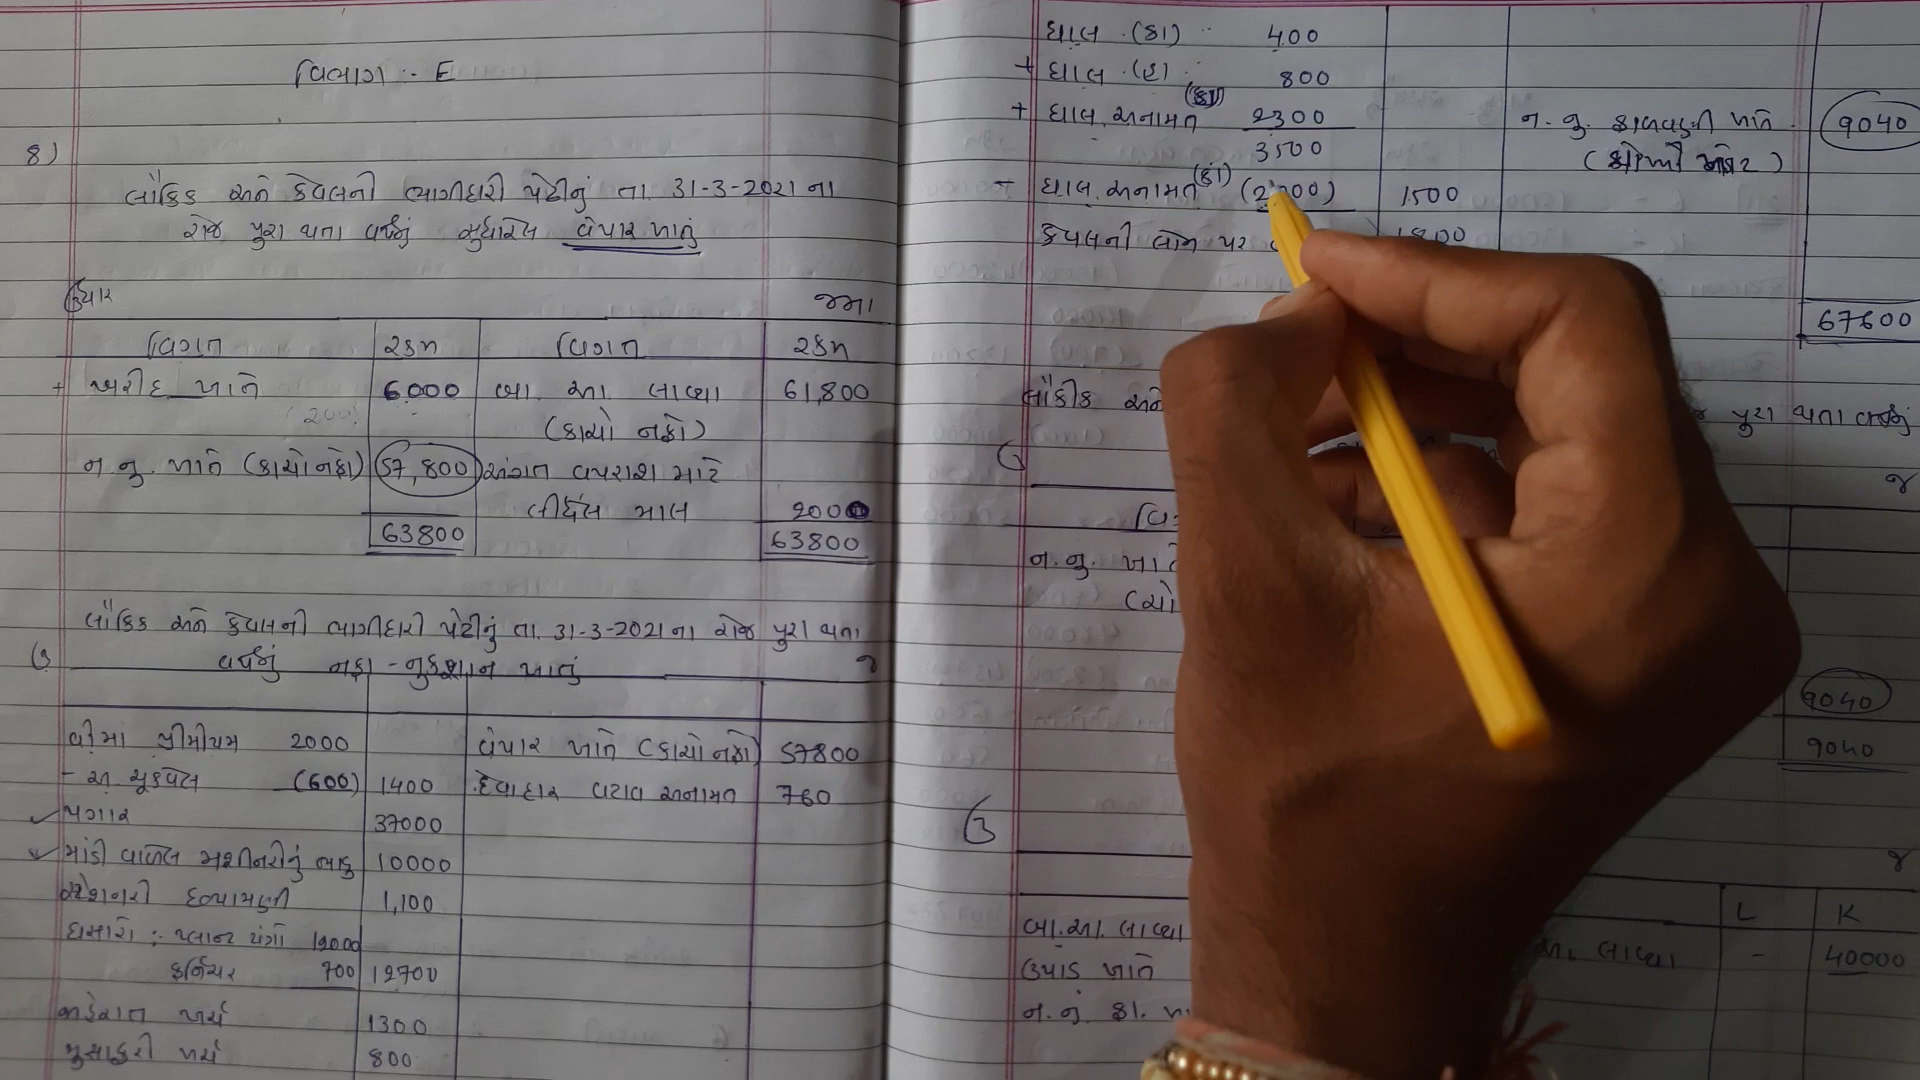 વિભાગ :- E
8)
લૌકિક અને કેવલની ભાગીદારી પેઢીનું તા. 31-3-2021 ના
રોજ પુરા થતા વર્ષનું સુધારેલ વેપાર ખાતું
ઉધાર જમા
વિગત રકમ વિગત રકમ
+ ખરીદ ખાતે 6000 બા. આ. લાવ્યા 61,800
(200) (કાચો નફો)
ન. નુ. ખાતે (કાચો નફો) 57,800 અંગત વપરાશ માટે
લીધેલ માલ 2000
63800 63800
લૌકિક અને કેવલની ભાગીદારી પેઢીનું તા. 31-3-2021 ના રોજ પુરા થતા
ઉ વર્ષનું નફા - નુકશાન ખાતું જ
વીમા પ્રીમીયમ 2000 વેપાર ખાતે (કાચો નફો) 57800
- અ. ચૂકવેલ (600) 1400 દેવાદાર વટાવ અનામત 760
પગાર 37000
માંડી વાળેલ મશીનરીનું 10000
સ્ટેશનરી 1,100
ઘસારો :- પ્લાન્ટ યંત્રો 12000
ફર્નિચર 700 12700
ખર્ચ 1300
મુસાફરી ખર્ચ 800
ઘાલ. (કા) 400
+ ઘાલ. (હ) 800
+ ઘાલ. અનામત (કા) 2300
3500
ન. નુ. ફાળવણી ખાતે 9040
(ચોખ્ખી ખોટ)
- ઘાલ. અનામત 1500
કેવલની લોન પર
67600
લૌકીક અને
પુરા થતા વર્ષનું
ઉ જ
વિ
ન. નુ. ખાતે
(ચો
9040
9040
ઉ જ
L K
બા. આ. લાવ્યા આ. લાવ્યા - 40000
ઉપાડ ખાતે
ન. નુ. ફા.